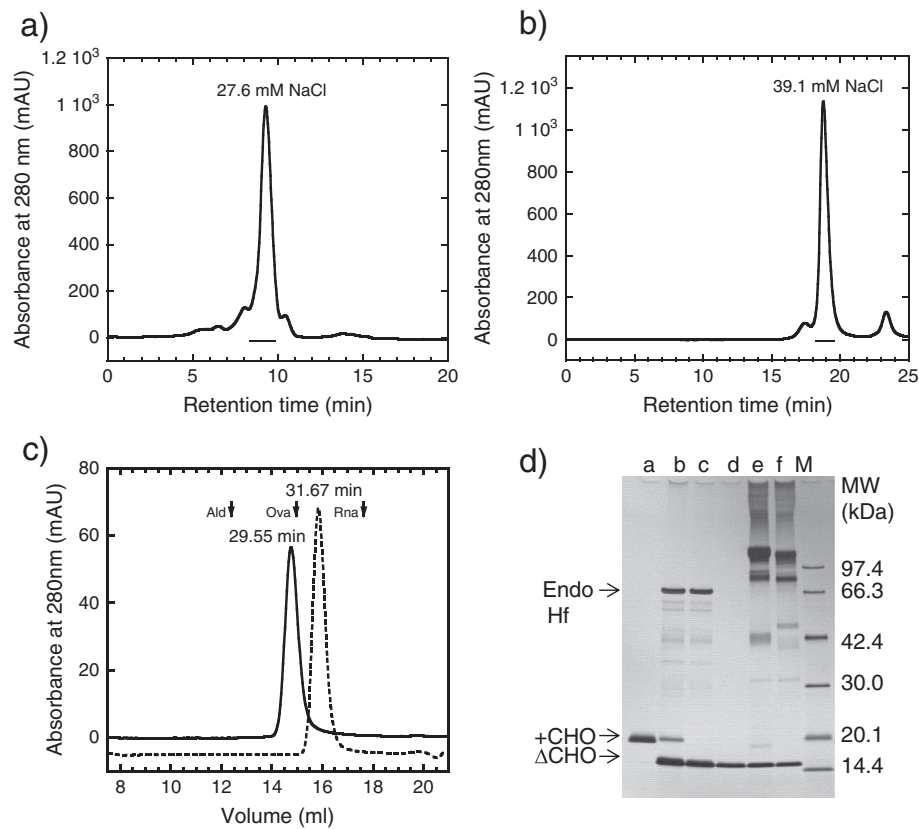 a)
1.2 10³
1 10³
800
600
400
200
0
Absorbance at 280 nm (mAU)
27.6 mM NaCl
0 5 10 15 20
Retention time (min)
b)
1.2 10³
1 10³
800
600
400
200
0
Absorbance at 280nm (mAU)
39.1 mM NaCl
0 5 10 15 20 25
Retention time (min)
c)
80
60
40
20
0
Absorbance at 280nm (mAU)
31.67 min
Ald Ova Rna
29.55 min
8 10 12 14 16 18 20
Volume (ml)
d)
a b c d e f M
MW
(kDa)
97.4
Endo
Hf
66.3
42.4
30.0
+CHO
20.1
ΔCHO
14.4